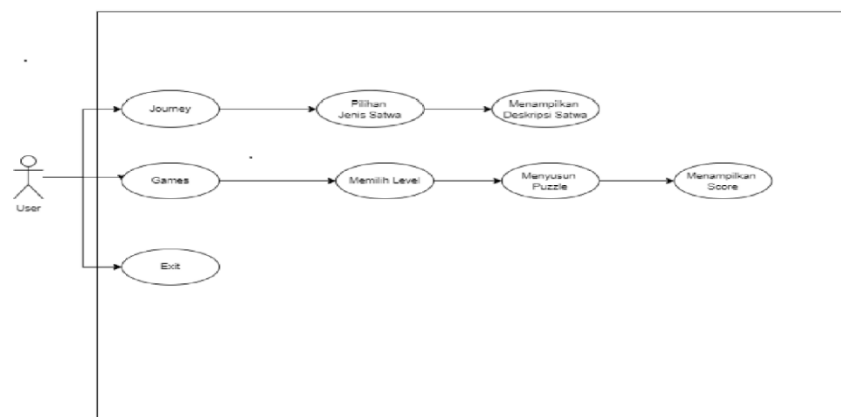 Journey
Pilihan
Jenis Satwa
Menampilkan
Deskripsi Satwa
User
Games
Memilih Level
Menyusun
Puzzle
Menampilkan
Score
Exit